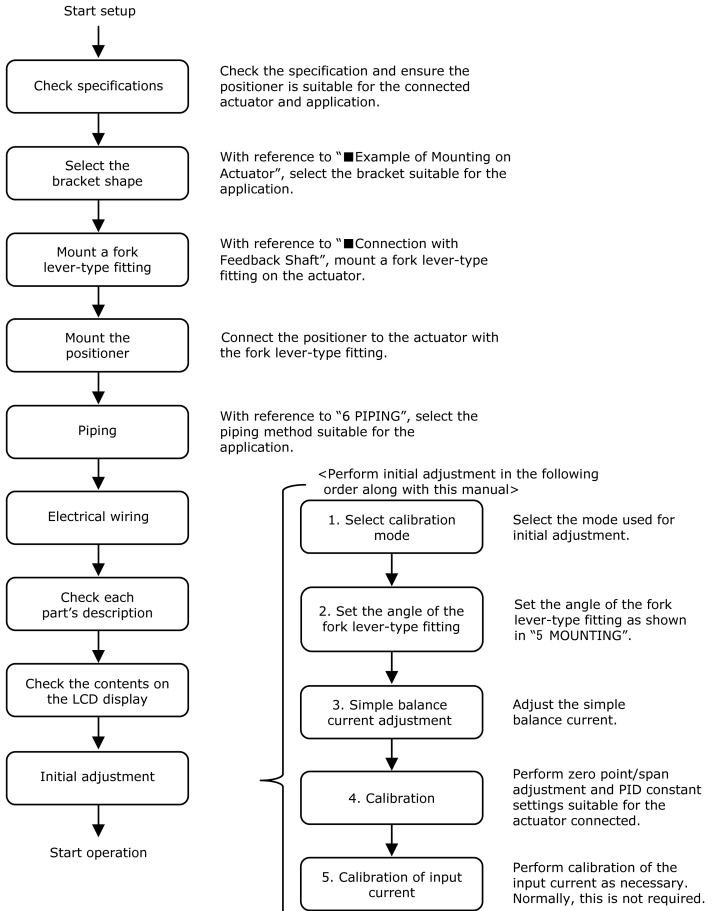 Start setup
Check specifications
Check the specification and ensure the
positioner is suitable for the connected
actuator and application.
Select the
bracket shape
With reference to “■Example of Mounting on
Actuator”, select the bracket suitable for the
application.
Mount a fork
lever-type fitting
With reference to “■Connection with
Feedback Shaft”, mount a fork lever-type
fitting on the actuator.
Mount the
positioner
Connect the positioner to the actuator with
the fork lever-type fitting.
Piping
With reference to “6 PIPING”, select the
piping method suitable for the
application.
Electrical wiring
Check each
part’s description
Check the contents on
the LCD display
Initial adjustment
Start operation
<Perform initial adjustment in the following
order along with this manual>
1. Select calibration
mode
Select the mode used for
initial adjustment.
2. Set the angle of the
fork lever-type fitting
Set the angle of the fork
lever-type fitting as shown
in “5 MOUNTING”.
3. Simple balance
current adjustment
Adjust the simple
balance current.
4. Calibration
Perform zero point/span
adjustment and PID constant
settings suitable for the
actuator connected.
5. Calibration of input
current
Perform calibration of the
input current as necessary.
Normally, this is not required.